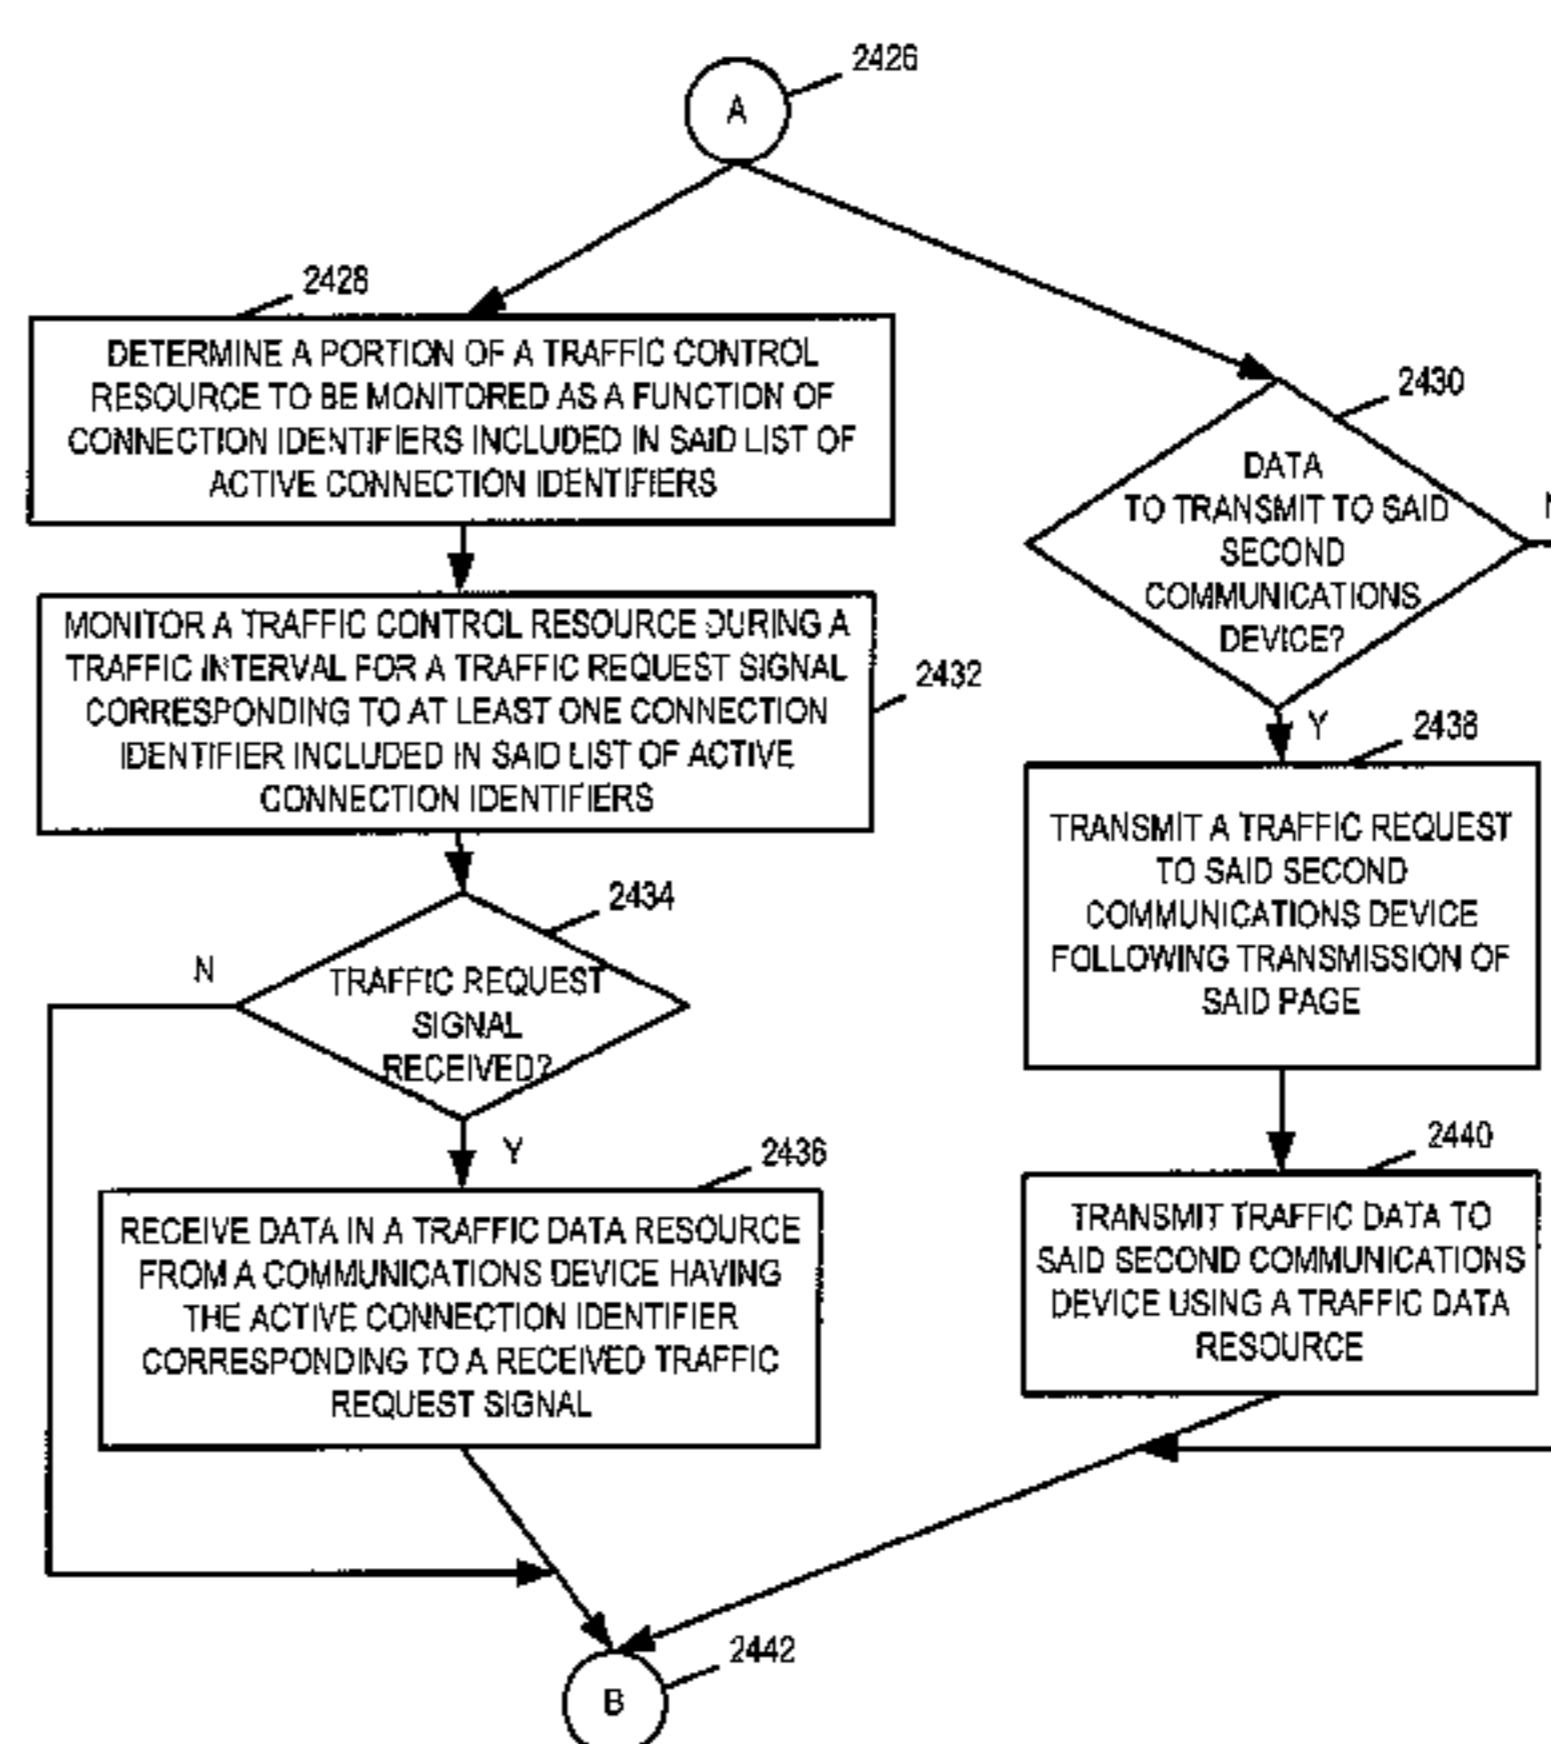 2426
A
2428
DETERMINE A PORTION OF A TRAFFIC CONTROL
RESOURCE TO BE MONITORED AS A FUNCTION OF
CONNECTION IDENTIFIERS INCLUDED IN SAID LIST OF
ACTIVE CONNECTION IDENTIFIERS
2430
DATA
TO TRANSMIT TO SAID
SECOND
COMMUNICATIONS
DEVICE?
MONITOR A TRAFFIC CONTROL RESOURCE DURING A
TRAFFIC INTERVAL FOR A TRAFFIC REQUEST SIGNAL
CORRESPONDING TO AT LEAST ONE CONNECTION
IDENTIFIER INCLUDED IN SAID LIST OF ACTIVE
CONNECTION IDENTIFIERS
2432
Y
2438
TRANSMIT A TRAFFIC REQUEST
TO SAID SECOND
COMMUNICATIONS DEVICE
FOLLOWING TRANSMISSION OF
SAID PAGE
2434
N
TRAFFIC REQUEST
SIGNAL
RECEIVED?
Y
2436
RECEIVE DATA IN A TRAFFIC DATA RESOURCE
FROM A COMMUNICATIONS DEVICE HAVING
THE ACTIVE CONNECTION IDENTIFIER
CORRESPONDING TO A RECEIVED TRAFFIC
REQUEST SIGNAL
2440
TRANSMIT TRAFFIC DATA TO
SAID SECOND COMMUNICATIONS
DEVICE USING A TRAFFIC DATA
RESOURCE
2442
B